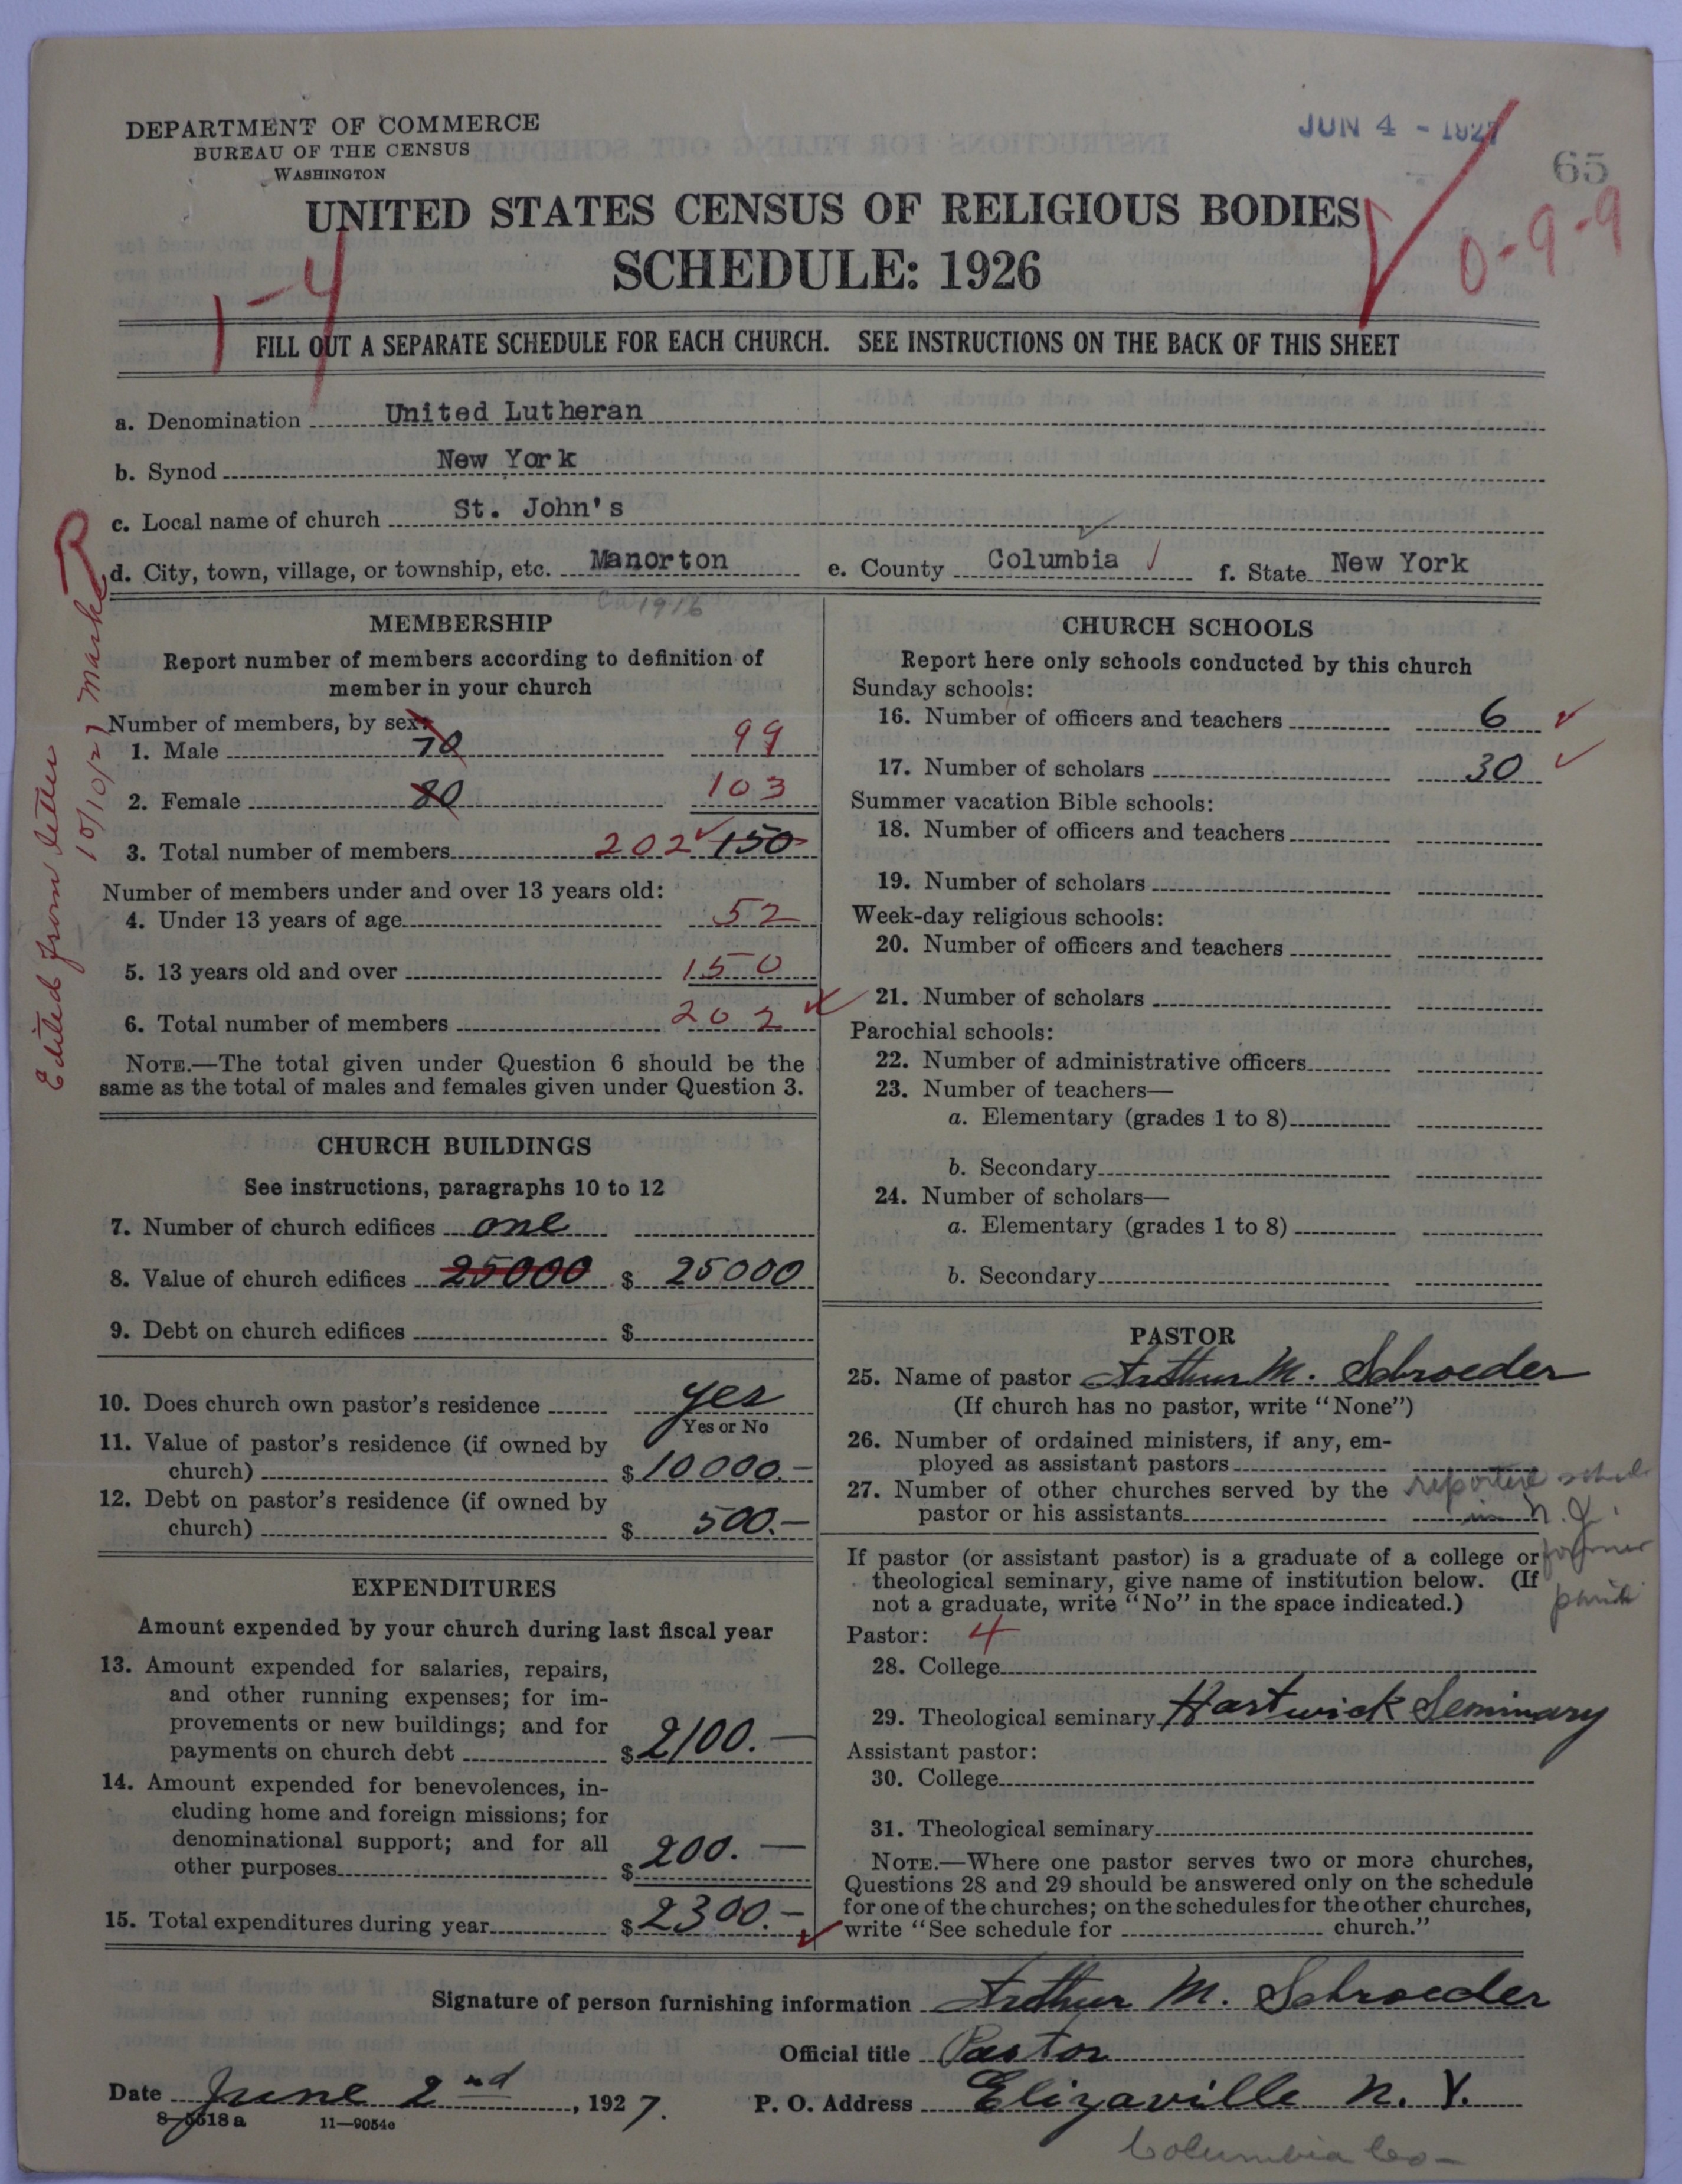 DEPARTMENT OF COMMERCE
BUREAU OF THE CENSUS
WASHINGTON
JUN 4 - 1927
65
0-9-9
UNITED STATES CENSUS OF RELIGIOUS BODIES
SCHEDULE: 1926
1-4
FILL OUT A SEPARATE SCHEDULE FOR EACH CHURCH. SEE INSTRUCTIONS ON THE BACK OF THIS SHEET
a. Denomination United Lutheran
b. Synod New York
c. Local name of church St. John's
d. City, town, village, or township, etc. Manorton e. County Columbia ✓ f. State New York
1916
Edited from letter
10/10/27 Mark
MEMBERSHIP
Report number of members according to definition of
member in your church
Number of members, by sex:
1. Male 70 99
2. Female 80 103
3. Total number of members 202 ✓ 150
Number of members under and over 13 years old:
4. Under 13 years of age 52
5. 13 years old and over 150
6. Total number of members 202 ✓
NOTE.—The total given under Question 6 should be the
same as the total of males and females given under Question 3.
CHURCH BUILDINGS
See instructions, paragraphs 10 to 12
7. Number of church edifices one
8. Value of church edifices 25000 $ 25000
9. Debt on church edifices $
10. Does church own pastor's residence yes
Yes or No
11. Value of pastor's residence (if owned by
church) $ 10000.—
12. Debt on pastor's residence (if owned by
church) $ 500.—
EXPENDITURES
Amount expended by your church during last fiscal year
13. Amount expended for salaries, repairs,
and other running expenses; for im-
provements or new buildings; and for
payments on church debt $ 2100.—
14. Amount expended for benevolences, in-
cluding home and foreign missions; for
denominational support; and for all
other purposes $ 200.—
15. Total expenditures during year $ 2300.— ✓
CHURCH SCHOOLS
Report here only schools conducted by this church
Sunday schools:
16. Number of officers and teachers 6 ✓
17. Number of scholars 30 ✓
Summer vacation Bible schools:
18. Number of officers and teachers
19. Number of scholars
Week-day religious schools:
20. Number of officers and teachers
21. Number of scholars
Parochial schools:
22. Number of administrative officers
23. Number of teachers—
a. Elementary (grades 1 to 8)
b. Secondary
24. Number of scholars—
a. Elementary (grades 1 to 8)
b. Secondary
PASTOR
25. Name of pastor Arthur M. Schroeder
(If church has no pastor, write "None")
26. Number of ordained ministers, if any, em-
ployed as assistant pastors
27. Number of other churches served by the
pastor or his assistants
reported sched
in N. J.
former
parish
If pastor (or assistant pastor) is a graduate of a college or
theological seminary, give name of institution below. (If
not a graduate, write "No" in the space indicated.)
Pastor: 4
28. College
29. Theological seminary Hartwick Seminary
Assistant pastor:
30. College
31. Theological seminary
NOTE.—Where one pastor serves two or more churches,
Questions 28 and 29 should be answered only on the schedule
for one of the churches; on the schedules for the other churches,
write "See schedule for church."
Signature of person furnishing information Arthur M. Schroeder
Official title Pastor
Date June 2nd, 1927. P. O. Address Elizaville N. Y.
8-5518 a 11—9054c
Columbia Co—